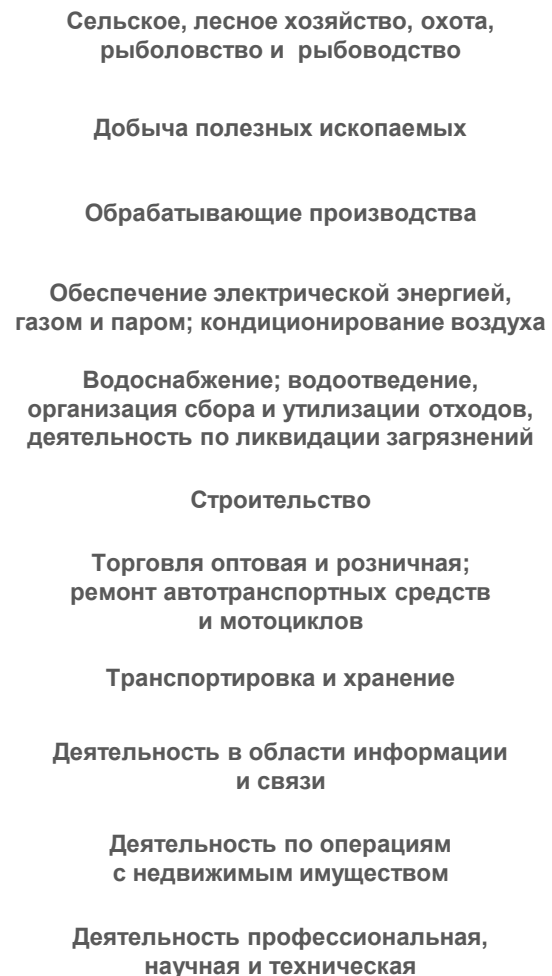 Сельское, лесное хозяйство, охота,
рыболовство и рыбоводство
Добыча полезных ископаемых
Обрабатывающие производства
Обеспечение электрической энергией,
газом и паром; кондиционирование воздуха
Водоснабжение; водоотведение,
организация сбора и утилизации отходов,
деятельность по ликвидации загрязнений
Строительство
Торговля оптовая и розничная;
ремонт автотранспортных средств
и мотоциклов
Транспортировка и хранение
Деятельность в области информации
и связи
Деятельность по операциям
с недвижимым имуществом
Деятельность профессиональная,
научная и техническая